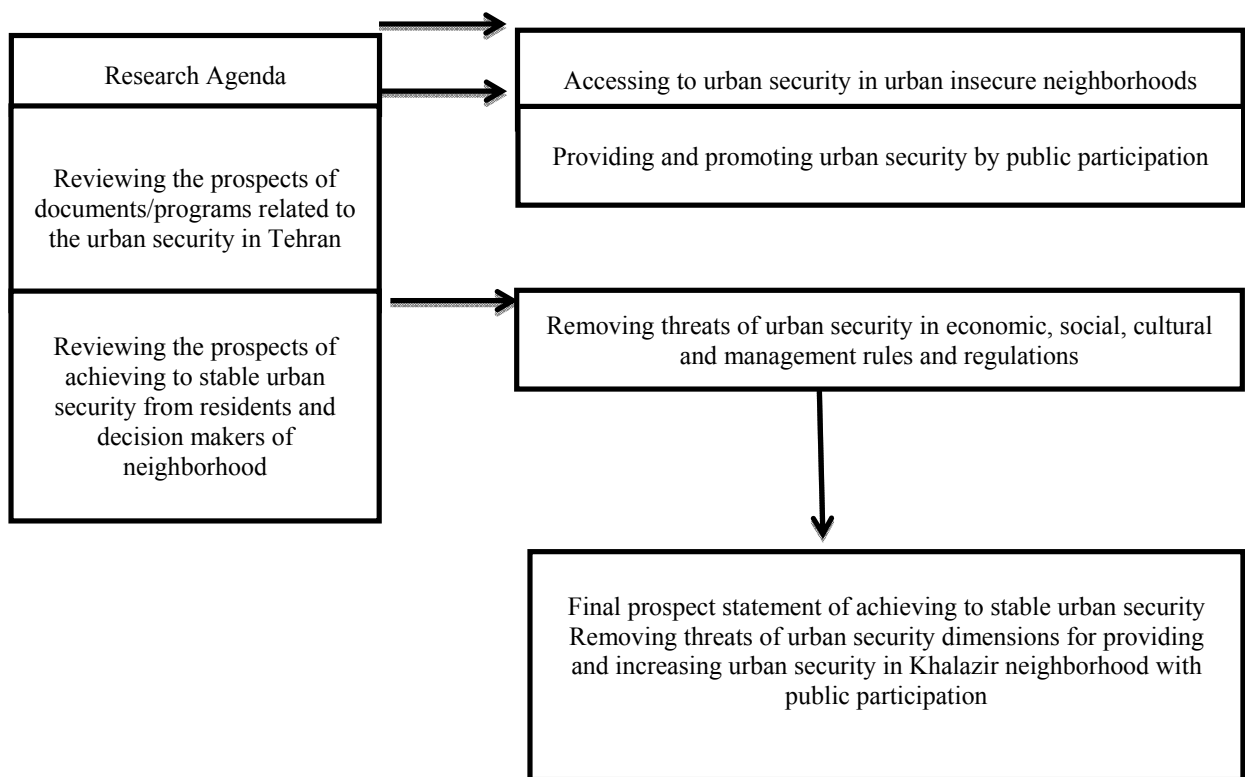 Research Agenda
Reviewing the prospects of
documents/programs related to
the urban security in Tehran
Reviewing the prospects of
achieving to stable urban
security from residents and
decision makers of
neighborhood
Accessing to urban security in urban insecure neighborhoods
Providing and promoting urban security by public participation
Removing threats of urban security in economic, social, cultural
and management rules and regulations
Final prospect statement of achieving to stable urban security
Removing threats of urban security dimensions for providing
and increasing urban security in Khalazir neighborhood with
public participation